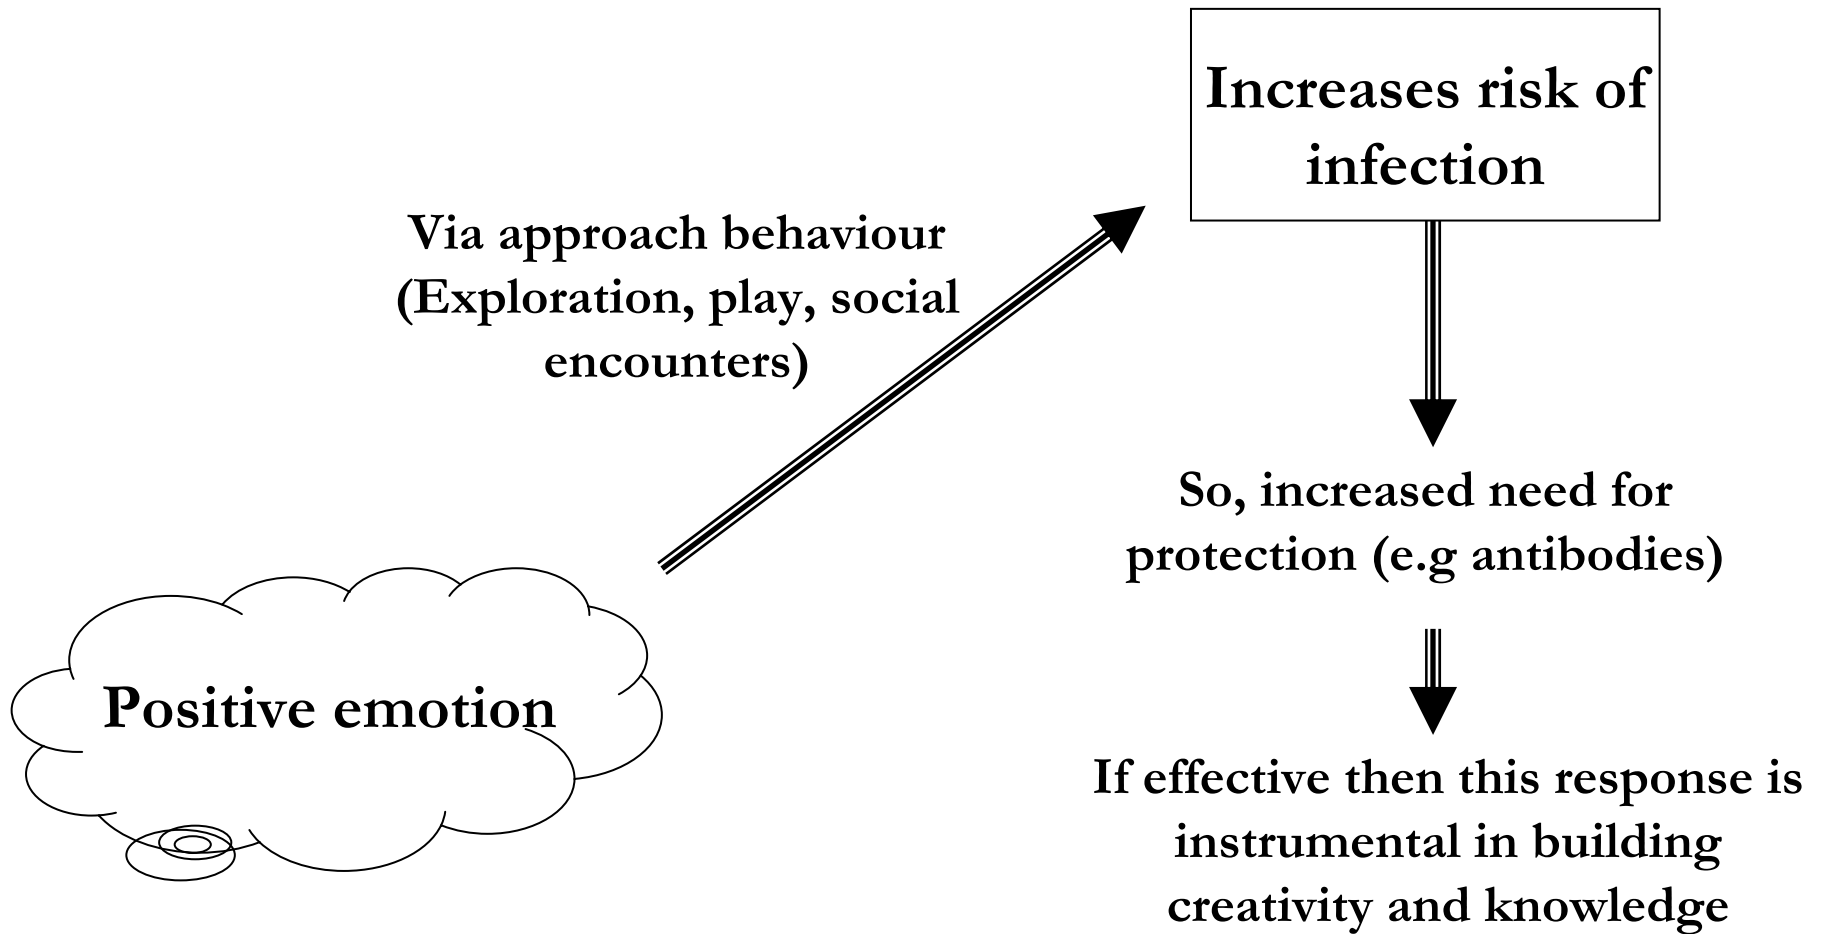 Increases risk of
infection
Via approach behaviour
(Exploration, play, social
encounters)
So, increased need for
protection (e.g antibodies)
Positive emotion
If effective then this response is
instrumental in building
creativity and knowledge